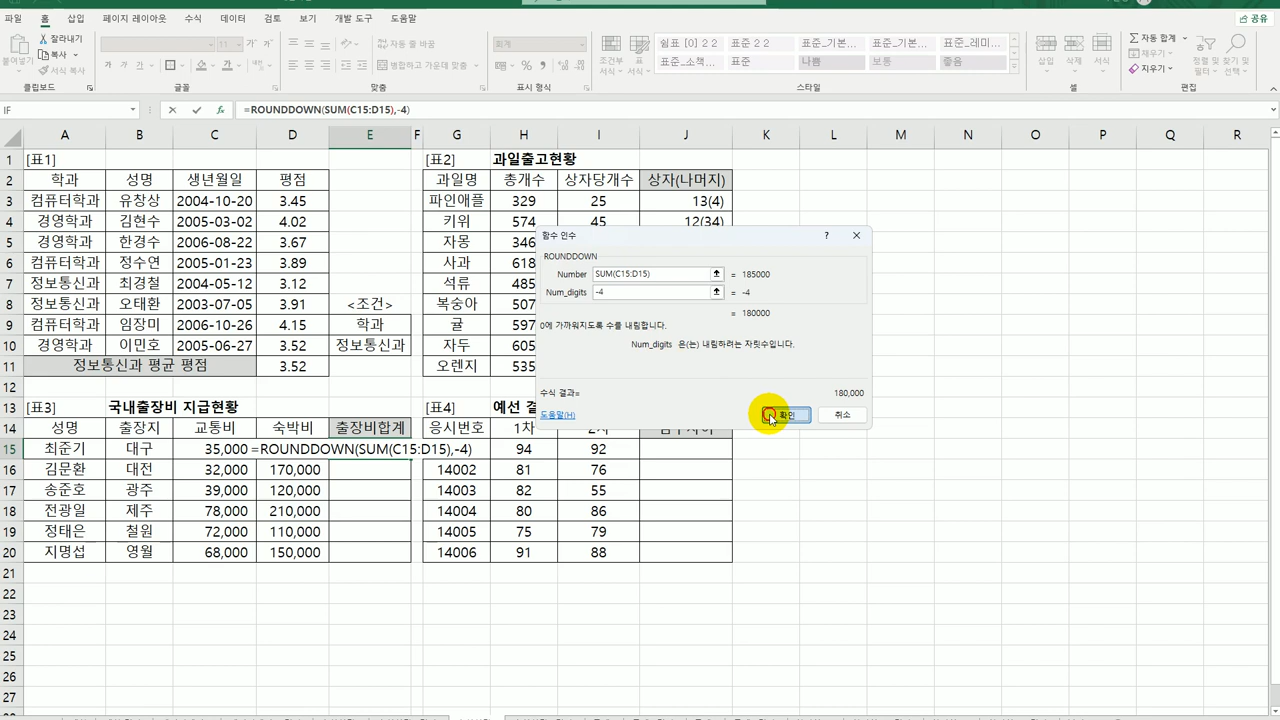 파일 홈 삽입 페이지 레이아웃 수식 데이터 검토 보기 개발 도구 도움말 공유
붙여넣기 잘라내기 복사 서식 복사 11 가 가 가 자동 줄 바꿈 병합하고 가운데 맞춤 회계 % 조건부 서식 표 서식 쉼표 [0] 2 2 표준 2 2 표준_기본... 표준_기본... 표준_레미... 삽입 삭제 서식 자동 합계 채우기 지우기
표준_소책... 표준 나쁨 보통 좋음
클립보드 맞춤 표시 형식 스타일 셀 편집
IF =ROUNDDOWN(SUM(C15:D15),-4)
A B C D E F G H I J K L M N O P Q R
1 [표1] [표2] 과일출고현황
2 학과 성명 생년월일 평점 과일명 총개수 상자당개수 상자(나머지)
3 컴퓨터학과 유창상 2004-10-20 3.45 파인애플 329 25 13(4)
4 경영학과 김현수 2005-03-02 4.02 키위 574 45 12(34)
5 경영학과 한경수 2006-08-22 3.67 자몽 346
6 컴퓨터학과 정수연 2005-01-23 3.89 사과 618
7 정보통신과 최경철 2004-05-12 3.12 석류 485
8 정보통신과 오태환 2003-07-05 3.91 <조건> 복숭아 507
9 컴퓨터학과 임장미 2006-10-26 4.15 학과 귤 597
10 경영학과 이민호 2005-06-27 3.52 정보통신과 자두 605
11 정보통신과 평균 평점 3.52 오렌지 535
12
13 [표3] 국내출장비 지급현황 [표4] 예선 결
14 성명 출장지 교통비 숙박비 출장비합계 응시번호 1차
15 최준기 대구 35,000 =ROUNDDOWN(SUM(C15:D15),-4) 94 92
16 김문환 대전 32,000 170,000 14002 81 76
17 송준호 광주 39,000 120,000 14003 82 55
18 전광일 제주 78,000 210,000 14004 80 86
19 정태은 철원 72,000 110,000 14005 75 79
20 지명섭 영월 68,000 150,000 14006 91 88
21
22
23
24
25
26
27
함수 인수 ? ×
ROUNDDOWN
Number SUM(C15:D15) = 185000
Num_digits -4 = -4
= 180000
0에 가까워지도록 수를 내림합니다.
Num_digits 은(는) 내림하려는 자릿수입니다.
수식 결과= 180,000
도움말(H) 확인 취소